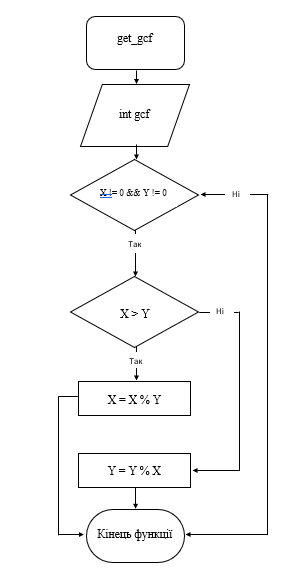 get_gcf
int gcf
X != 0 && Y != 0
Ні
Так
X > Y
Ні
Так
X = X % Y
Y = Y % X
Кінець функції